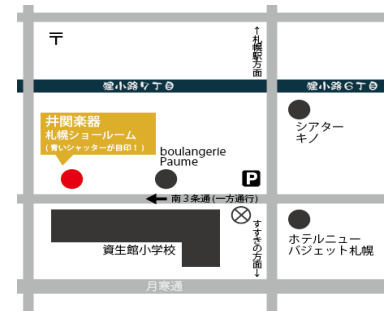 〒
↑札幌駅方面
狸小路7丁目
狸小路6丁目
井関楽器
札幌ショールーム
(青いシャッターが目印！)
boulangerie
Paume
P
シアター
キノ
← 南3条通(一方通行)
すすきの方面→
資生館小学校
ホテルニュー
バジェット札幌
月寒通